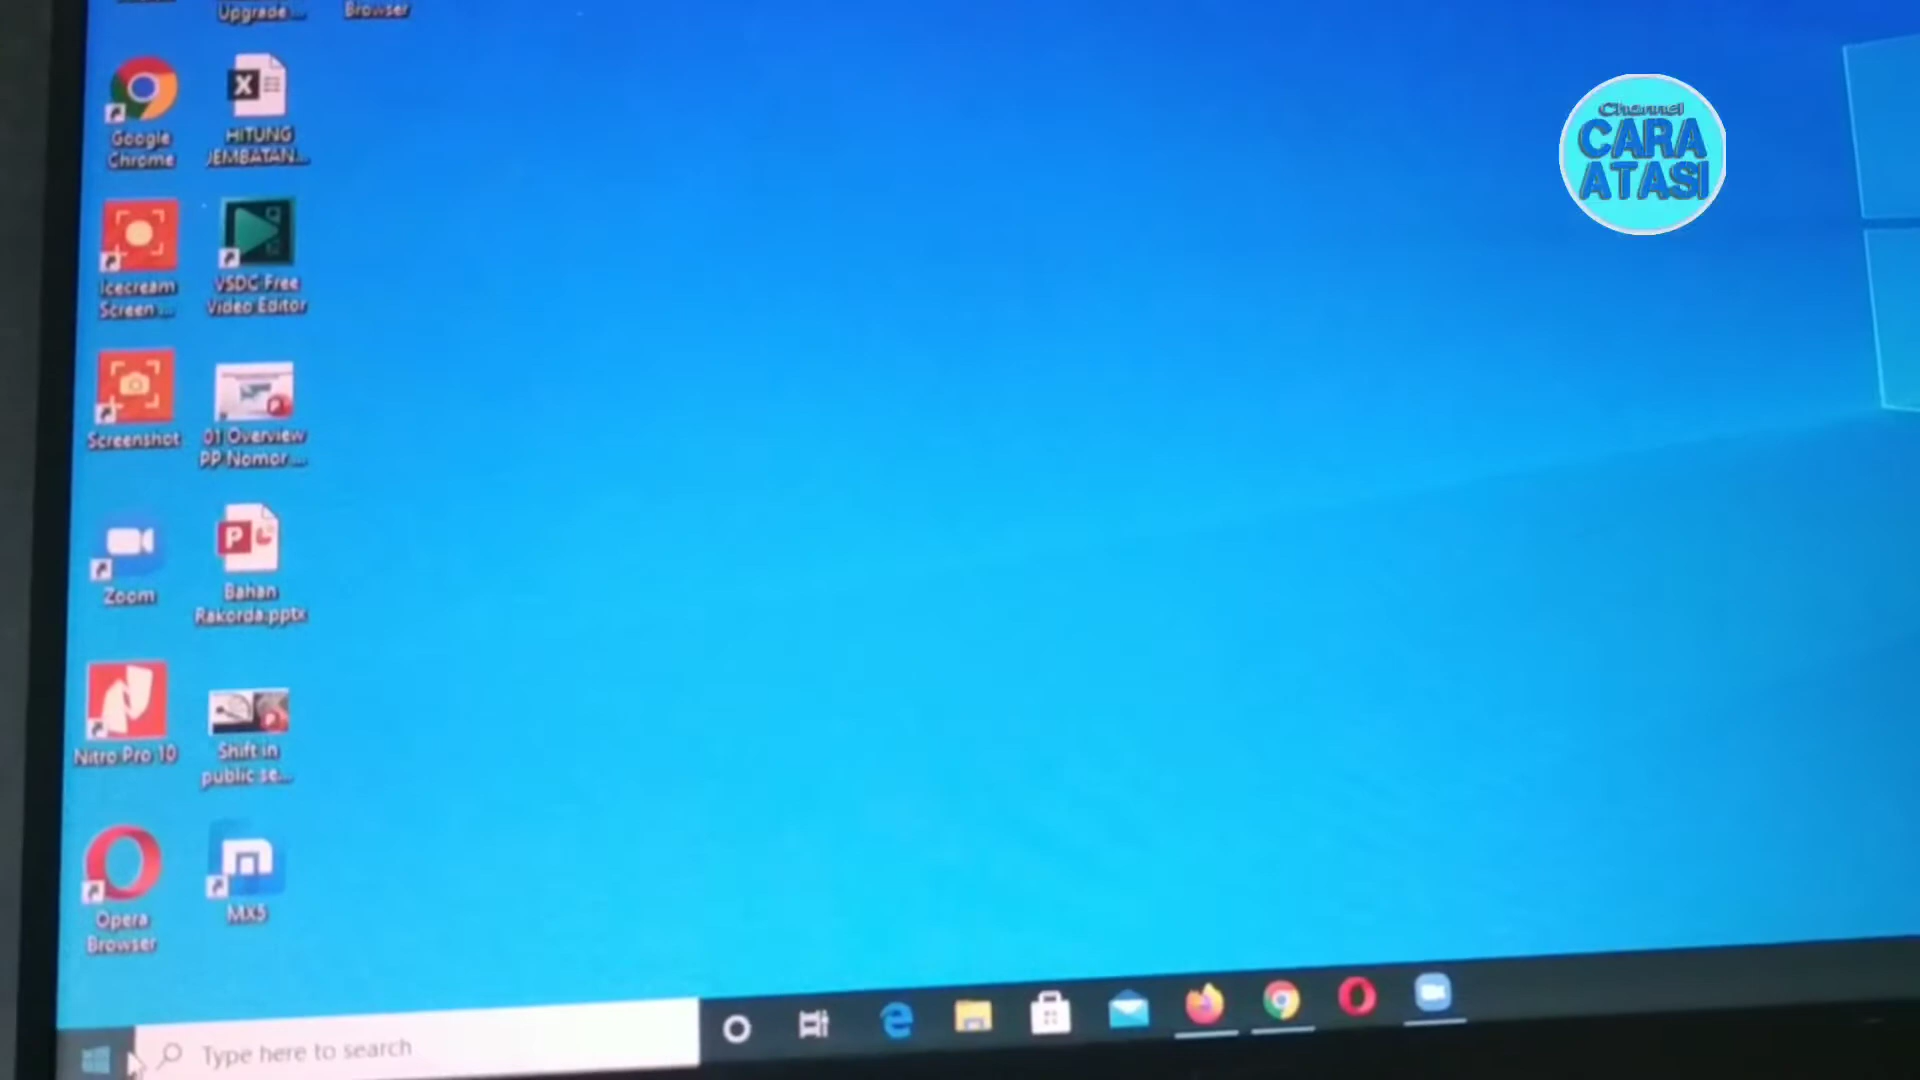 Upgrade...
Browser
Google
Chrome
HITUNG
JEMBATAN...
Icecream
Screen ...
VSDC Free
Video Editor
Screenshot
01 Overview
PP Nomor ...
Zoom
Bahan
Rakorda.pptx
Nitro Pro 10
Shift in
public se...
Opera
Browser
MX5
Type here to search
Channel
CARA
ATASI